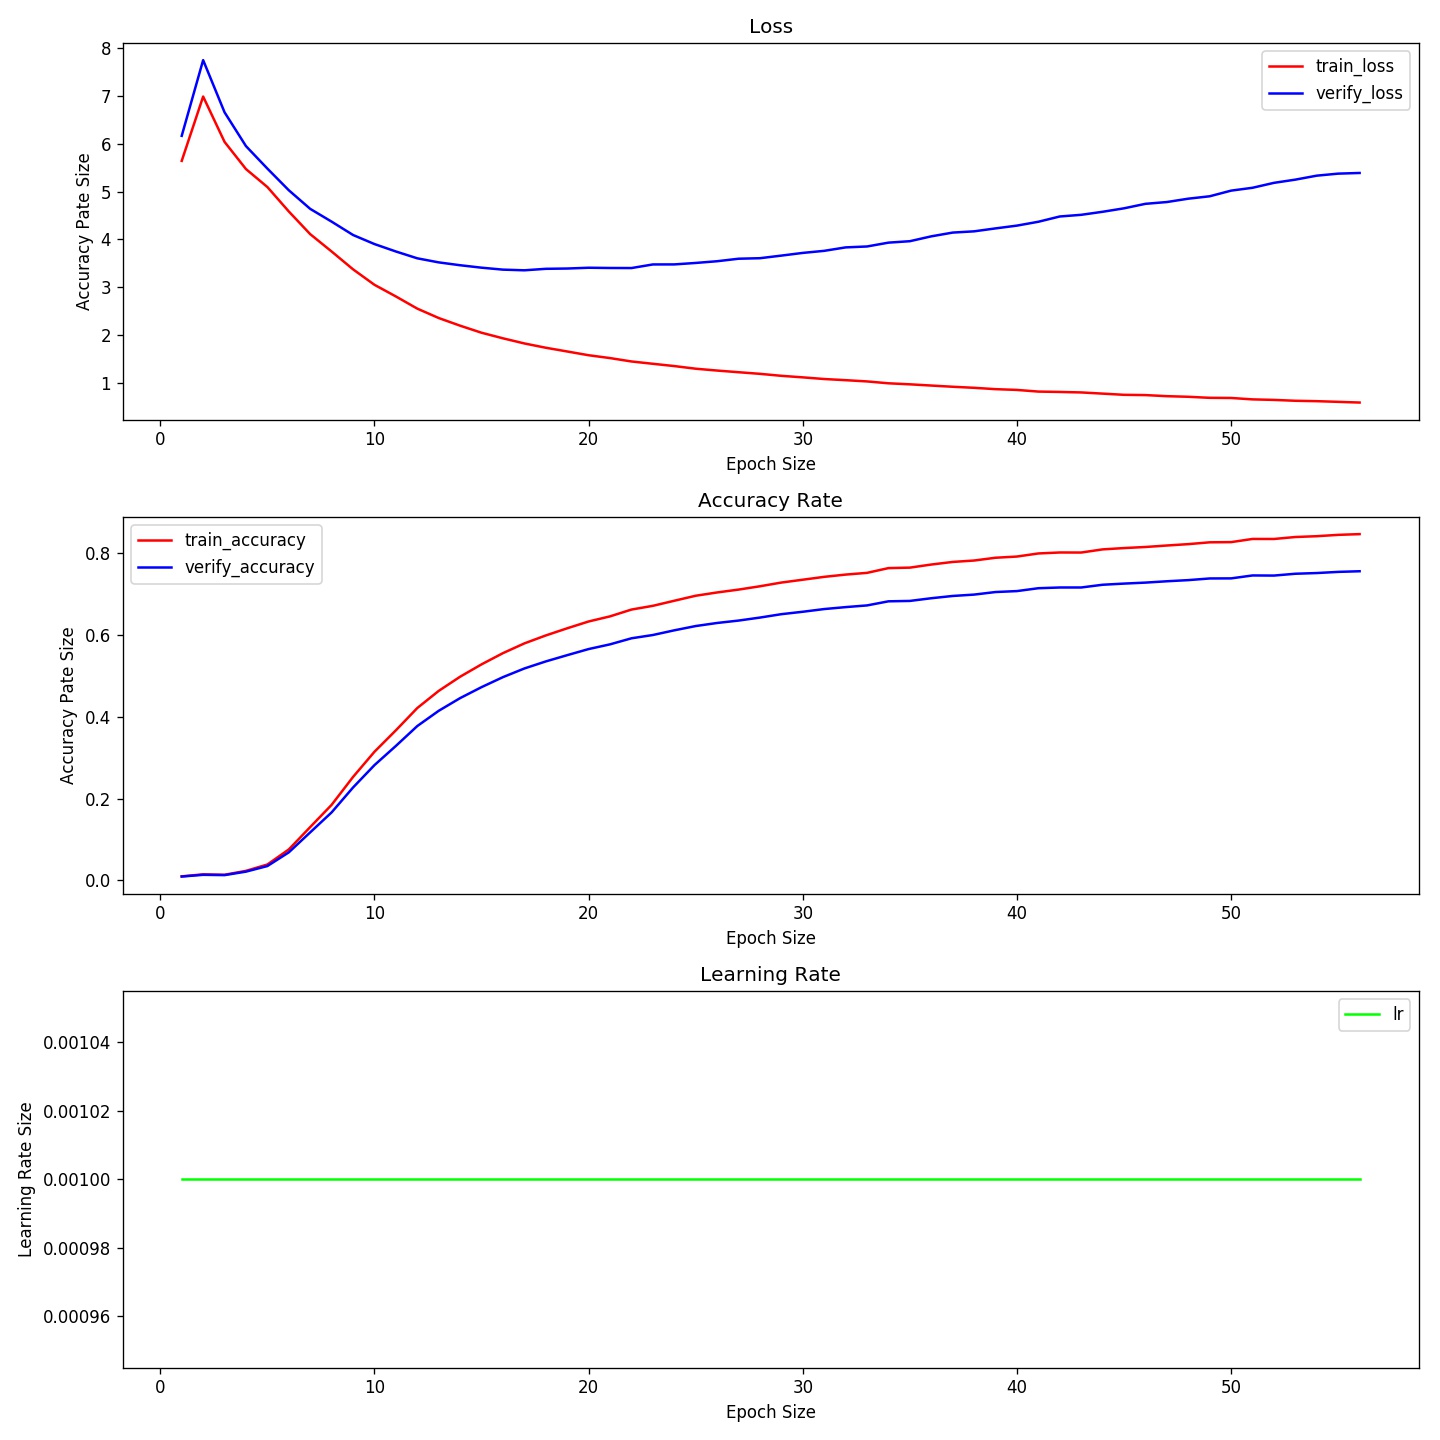 Loss
8
7
6
5
4
3
2
1
Accuracy Pate Size
train_loss
verify_loss
0 10 20 30 40 50
Epoch Size
Accuracy Rate
0.8
0.6
0.4
0.2
0.0
Accuracy Pate Size
train_accuracy
verify_accuracy
0 10 20 30 40 50
Epoch Size
Learning Rate
0.00104
0.00102
0.00100
0.00098
0.00096
Learning Rate Size
lr
0 10 20 30 40 50
Epoch Size